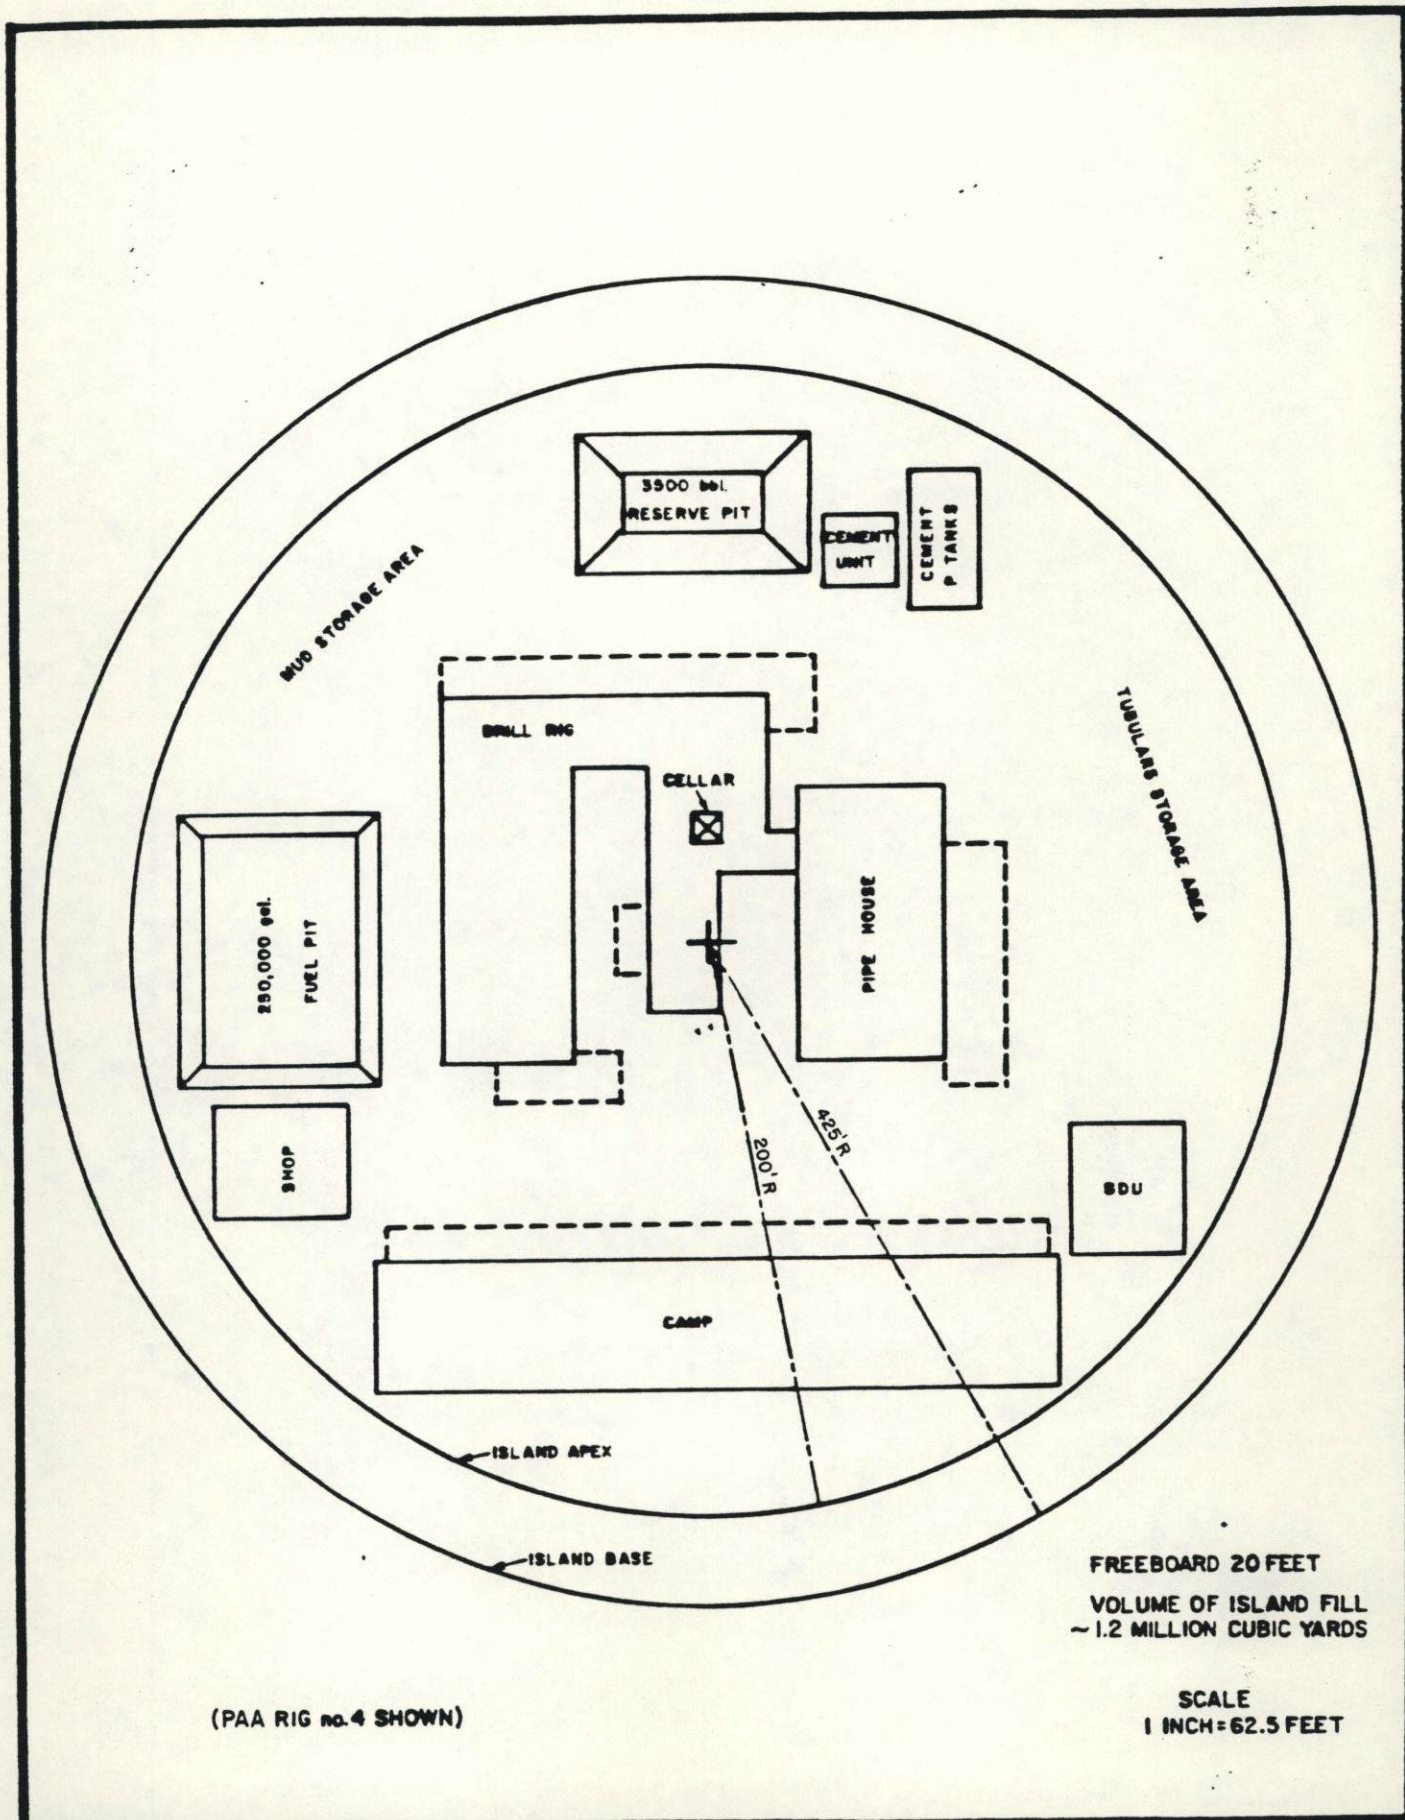 3500 bbl.
RESERVE PIT
CEMENT
UNIT
CEMENT
P TANKS
MUD STORAGE AREA
DRILL RIG
CELLAR
TUBULARS STORAGE AREA
250,000 gal.
FUEL PIT
PIPE HOUSE
SHOP
200'R
425'R
SDU
CAMP
ISLAND APEX
ISLAND BASE
FREEBOARD 20 FEET
VOLUME OF ISLAND FILL
~1.2 MILLION CUBIC YARDS
(PAA RIG no.4 SHOWN)
SCALE
1 INCH=62.5 FEET